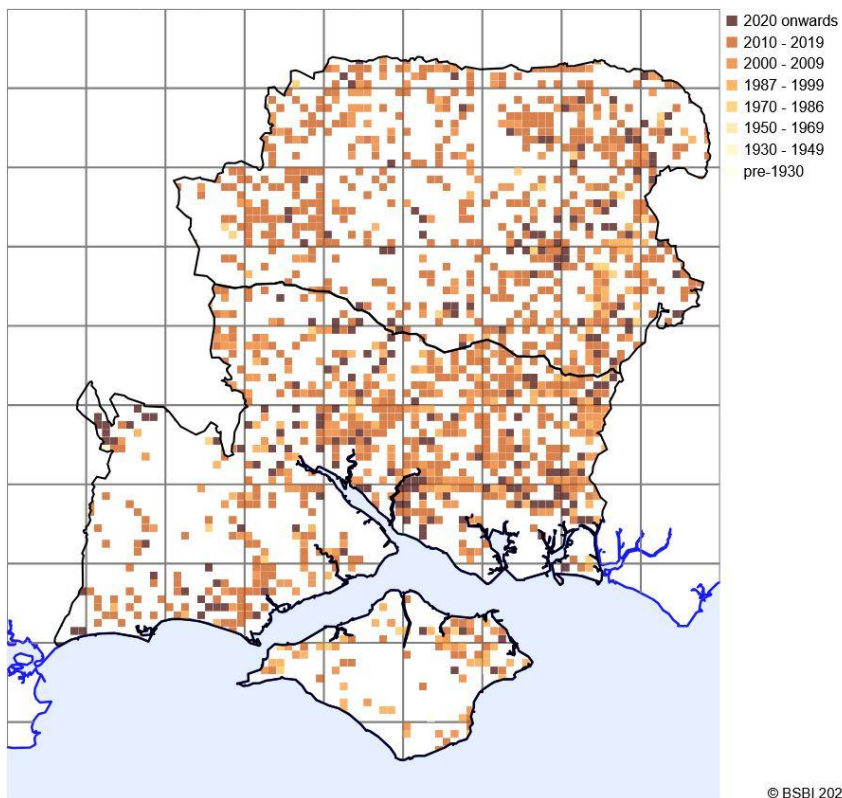 2020 onwards
2010 - 2019
2000 - 2009
1987 - 1999
1970 - 1986
1950 - 1969
1930 - 1949
pre-1930
© BSBI 202